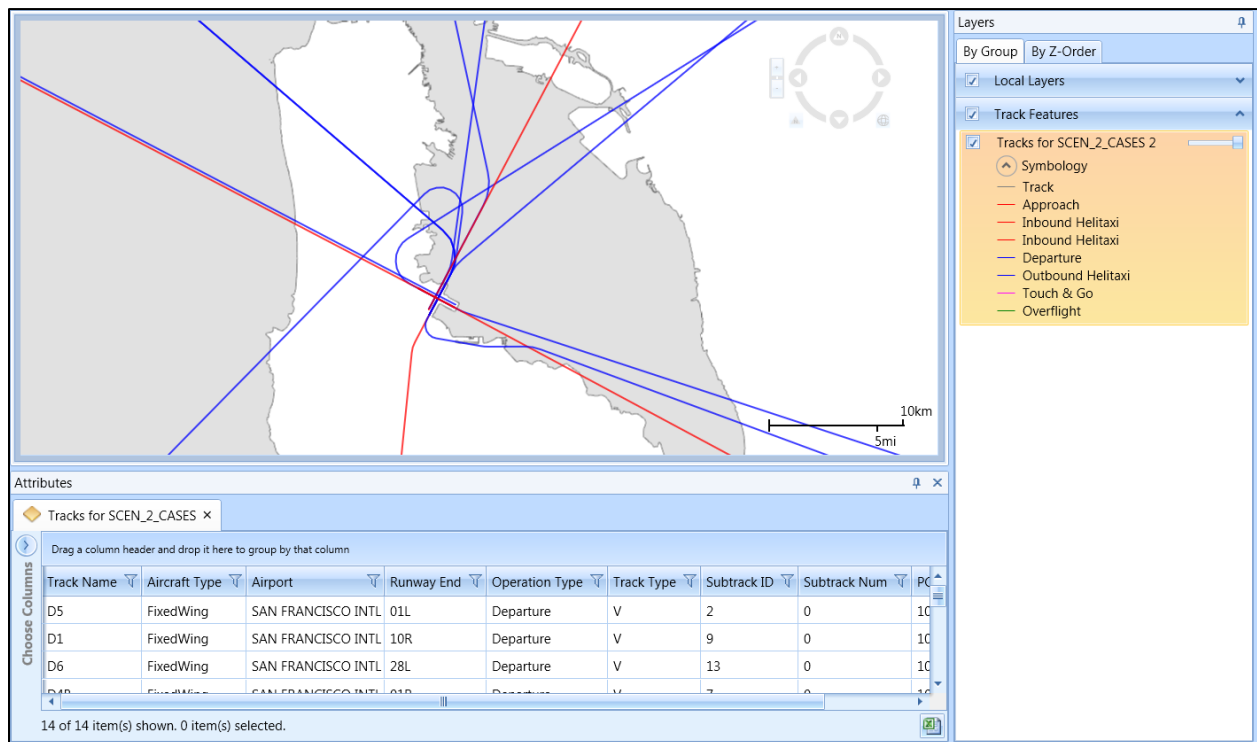 Layers
By Group By Z-Order
Local Layers
Track Features
Tracks for SCEN_2_CASES 2
Symbology
Track
Approach
Inbound Helitaxi
Inbound Helitaxi
Departure
Outbound Helitaxi
Touch & Go
Overflight
10km
5mi
Attributes
Tracks for SCEN_2_CASES
Choose Columns
Drag a column header and drop it here to group by that column
Track Name Aircraft Type Airport Runway End Operation Type Track Type Subtrack ID Subtrack Num
D5 FixedWing SAN FRANCISCO INTL 01L Departure V 2 0 10
D1 FixedWing SAN FRANCISCO INTL 10R Departure V 9 0 10
D6 FixedWing SAN FRANCISCO INTL 28L Departure V 13 0 10
14 of 14 item(s) shown. 0 item(s) selected.